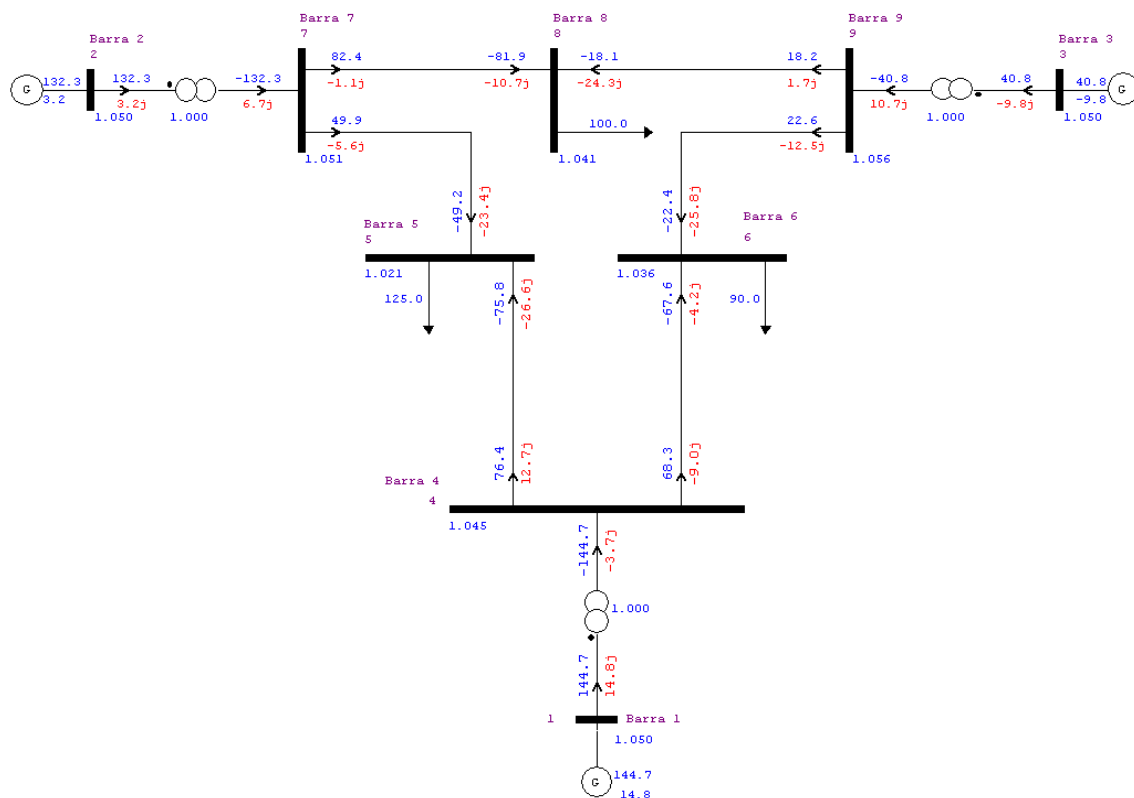 Barra 7
7
Barra 8
8
Barra 9
9
Barra 2
2
Barra 3
3
G
132.3
3.2
132.3
3.2j
1.050
1.000
-132.3
6.7j
82.4
-1.1j
49.9
-5.6j
1.051
-81.9
-10.7j
-18.1
-24.3j
100.0
1.041
18.2
1.7j
22.6
-12.5j
1.056
-40.8
10.7j
1.000
40.8
-9.8j
1.050
40.8
-9.8
G
-49.2
-23.4j
-22.4
-25.8j
Barra 5
5
Barra 6
6
1.021
125.0
-75.8
-26.6j
1.036
-67.6
-4.2j
90.0
76.4
12.7j
68.3
-9.0j
Barra 4
4
1.045
-144.7
-3.7j
1.000
144.7
14.8j
1
Barra 1
1.050
G
144.7
14.8